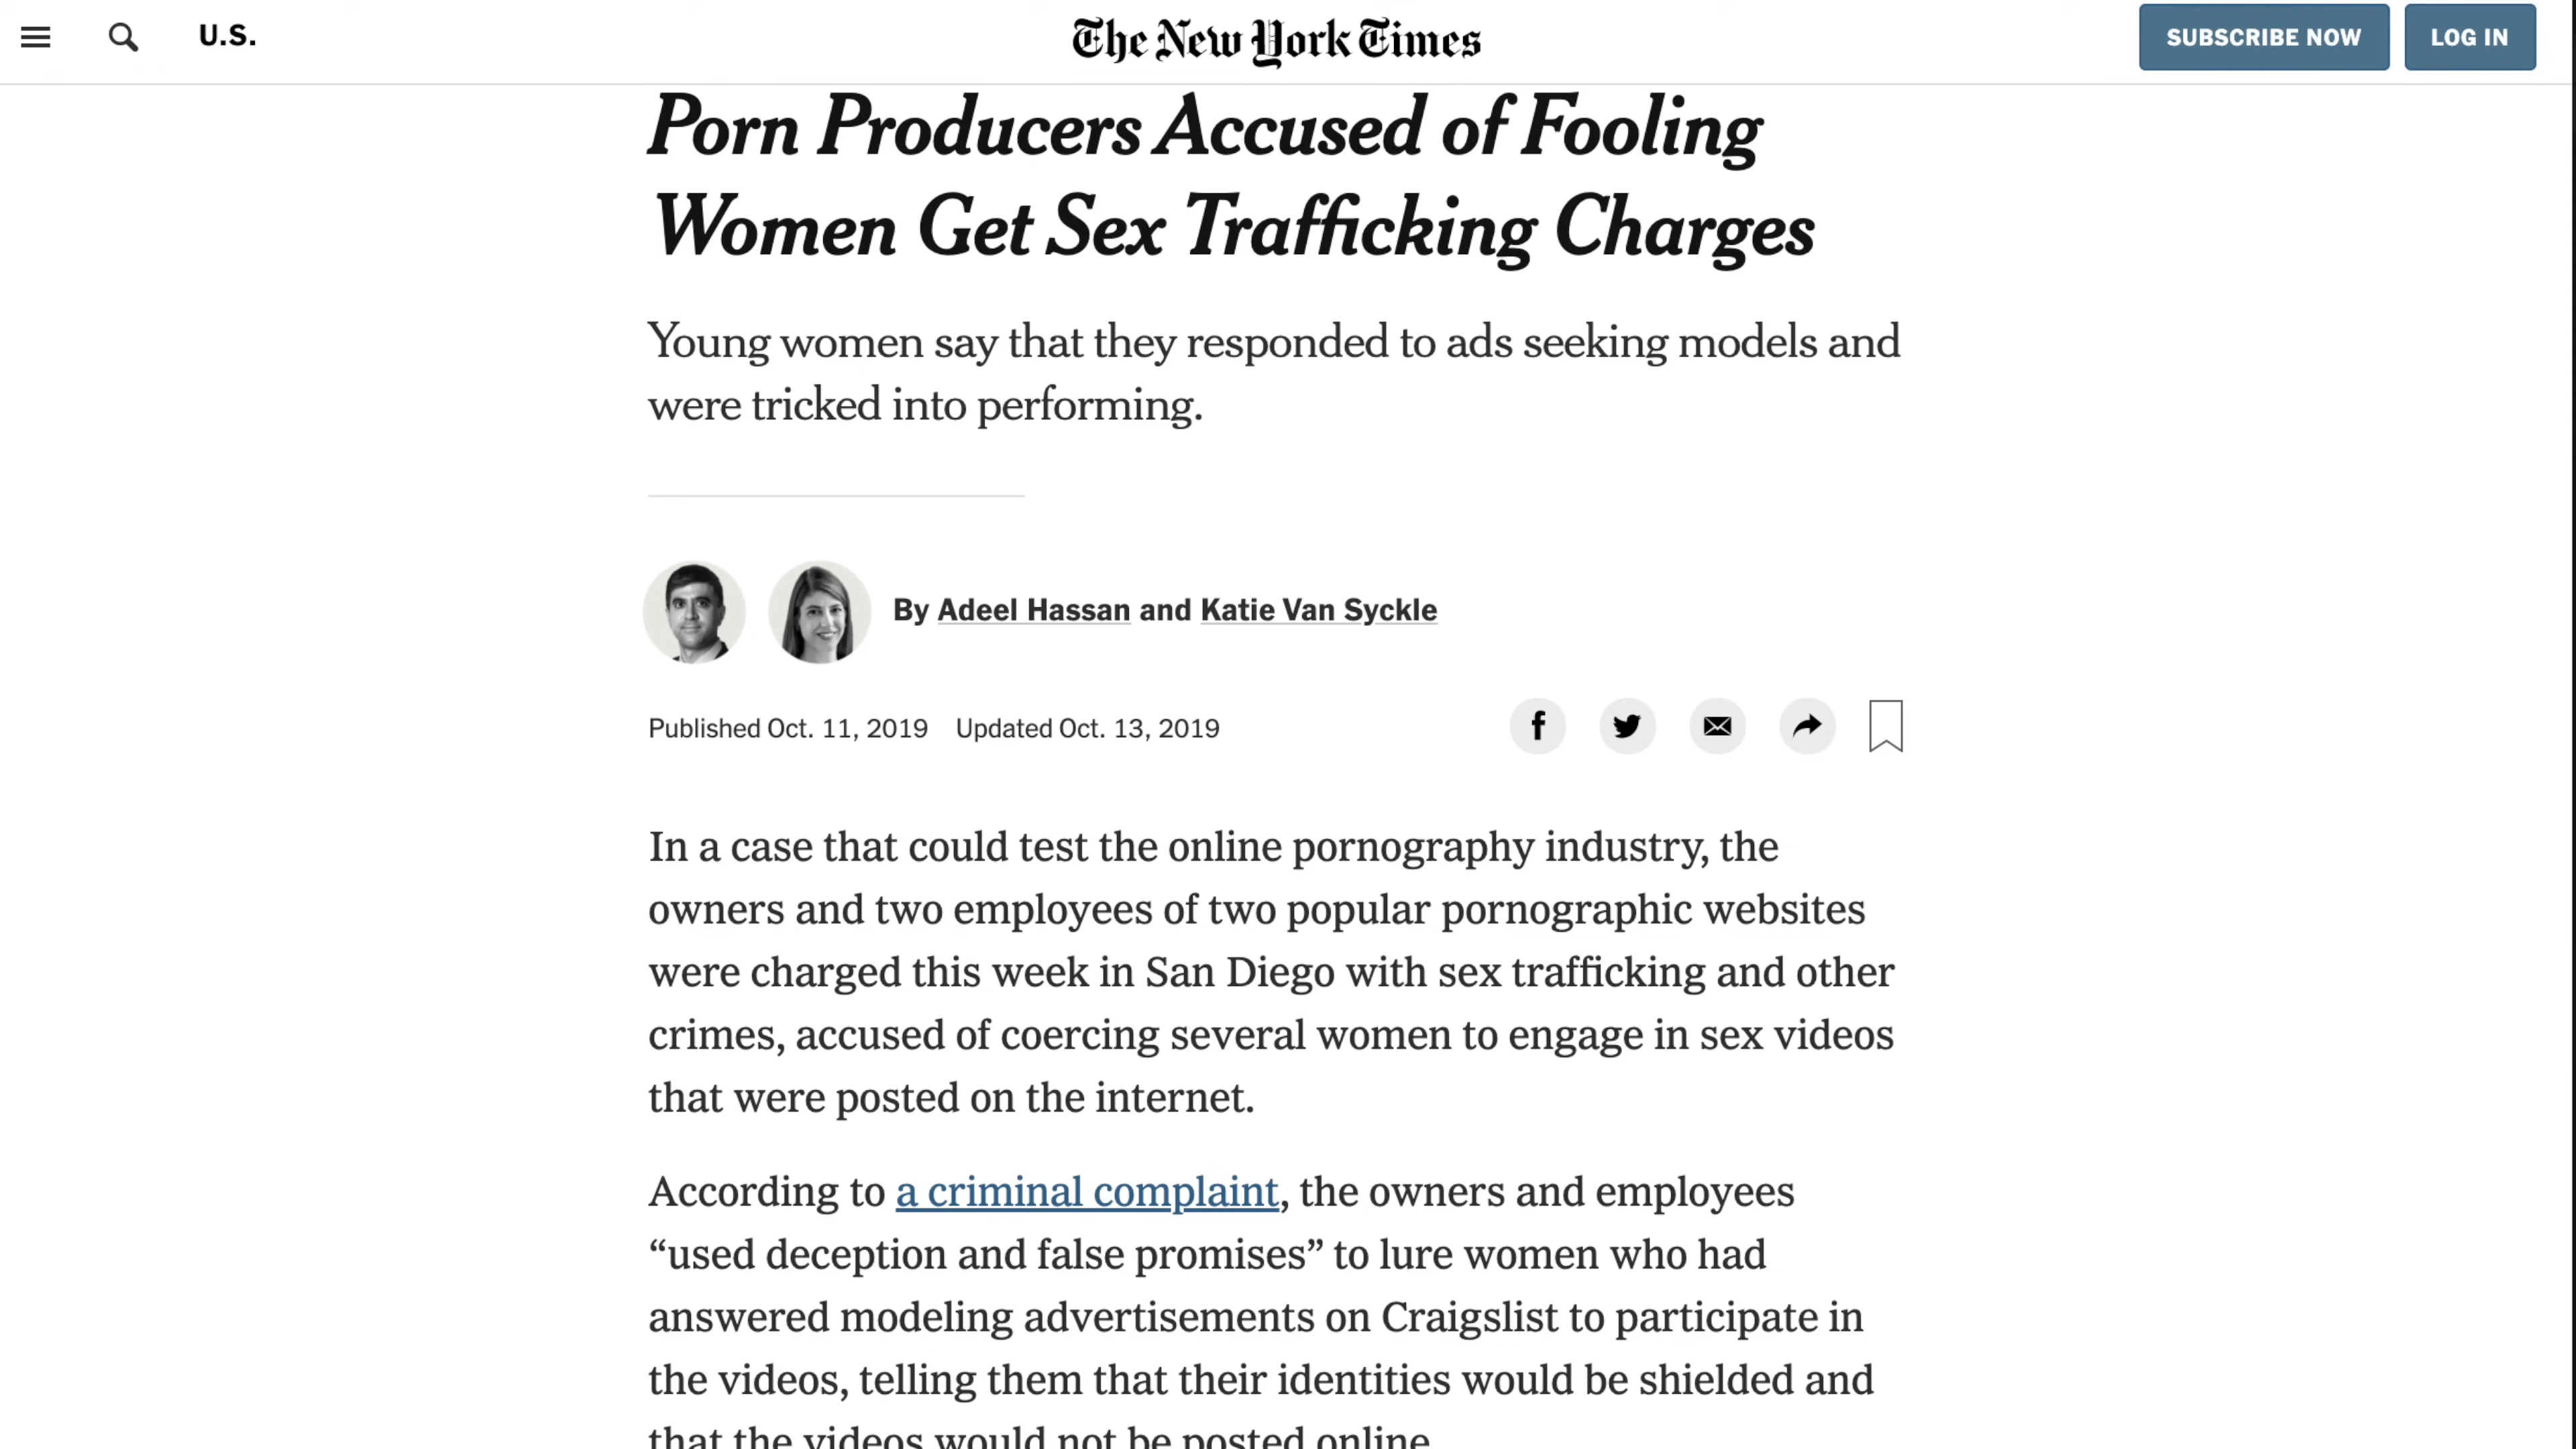 U.S.
The New York Times
SUBSCRIBE NOW
LOG IN
Porn Producers Accused of Fooling
Women Get Sex Trafficking Charges
Young women say that they responded to ads seeking models and
were tricked into performing.
By Adeel Hassan and Katie Van Syckle
Published Oct. 11, 2019 Updated Oct. 13, 2019
In a case that could test the online pornography industry, the
owners and two employees of two popular pornographic websites
were charged this week in San Diego with sex trafficking and other
crimes, accused of coercing several women to engage in sex videos
that were posted on the internet.
According to a criminal complaint, the owners and employees
“used deception and false promises” to lure women who had
answered modeling advertisements on Craigslist to participate in
the videos, telling them that their identities would be shielded and
that the videos would not be posted online